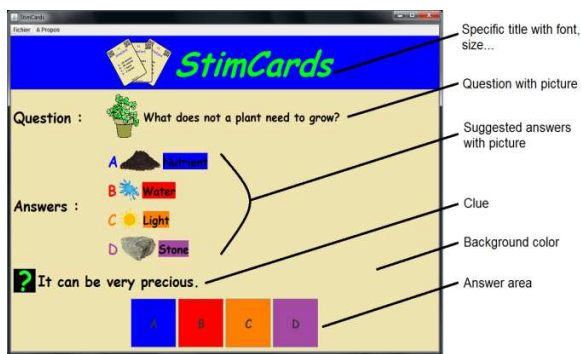 StimCards
Fichier A Propos
StimCards
Question :
What does not a plant need to grow?
Answers :
A Nutrient
B Water
C Light
D Stone
? It can be very precious.
A B C D
Specific title with font,
size...
Question with picture
Suggested answers
with picture
Clue
Background color
Answer area